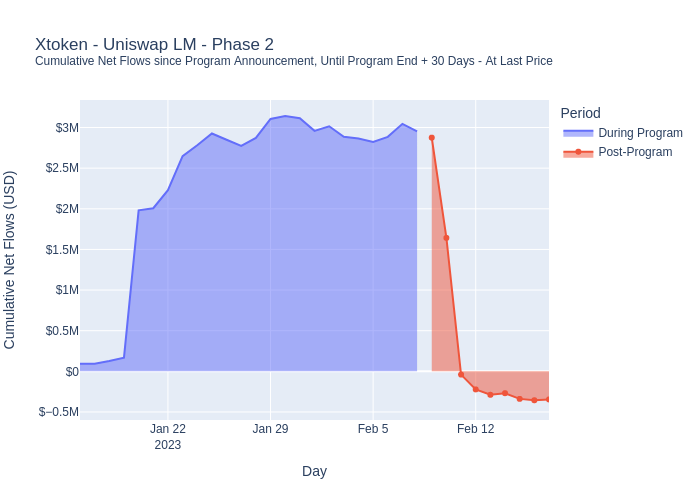 Xtoken - Uniswap LM - Phase 2
Cumulative Net Flows since Program Announcement, Until Program End + 30 Days - At Last Price
Period
During Program
Post-Program
Cumulative Net Flows (USD)
$3M
$2.5M
$2M
$1.5M
$1M
$0.5M
$0
$−0.5M
Jan 22
2023
Jan 29
Feb 5
Feb 12
Day